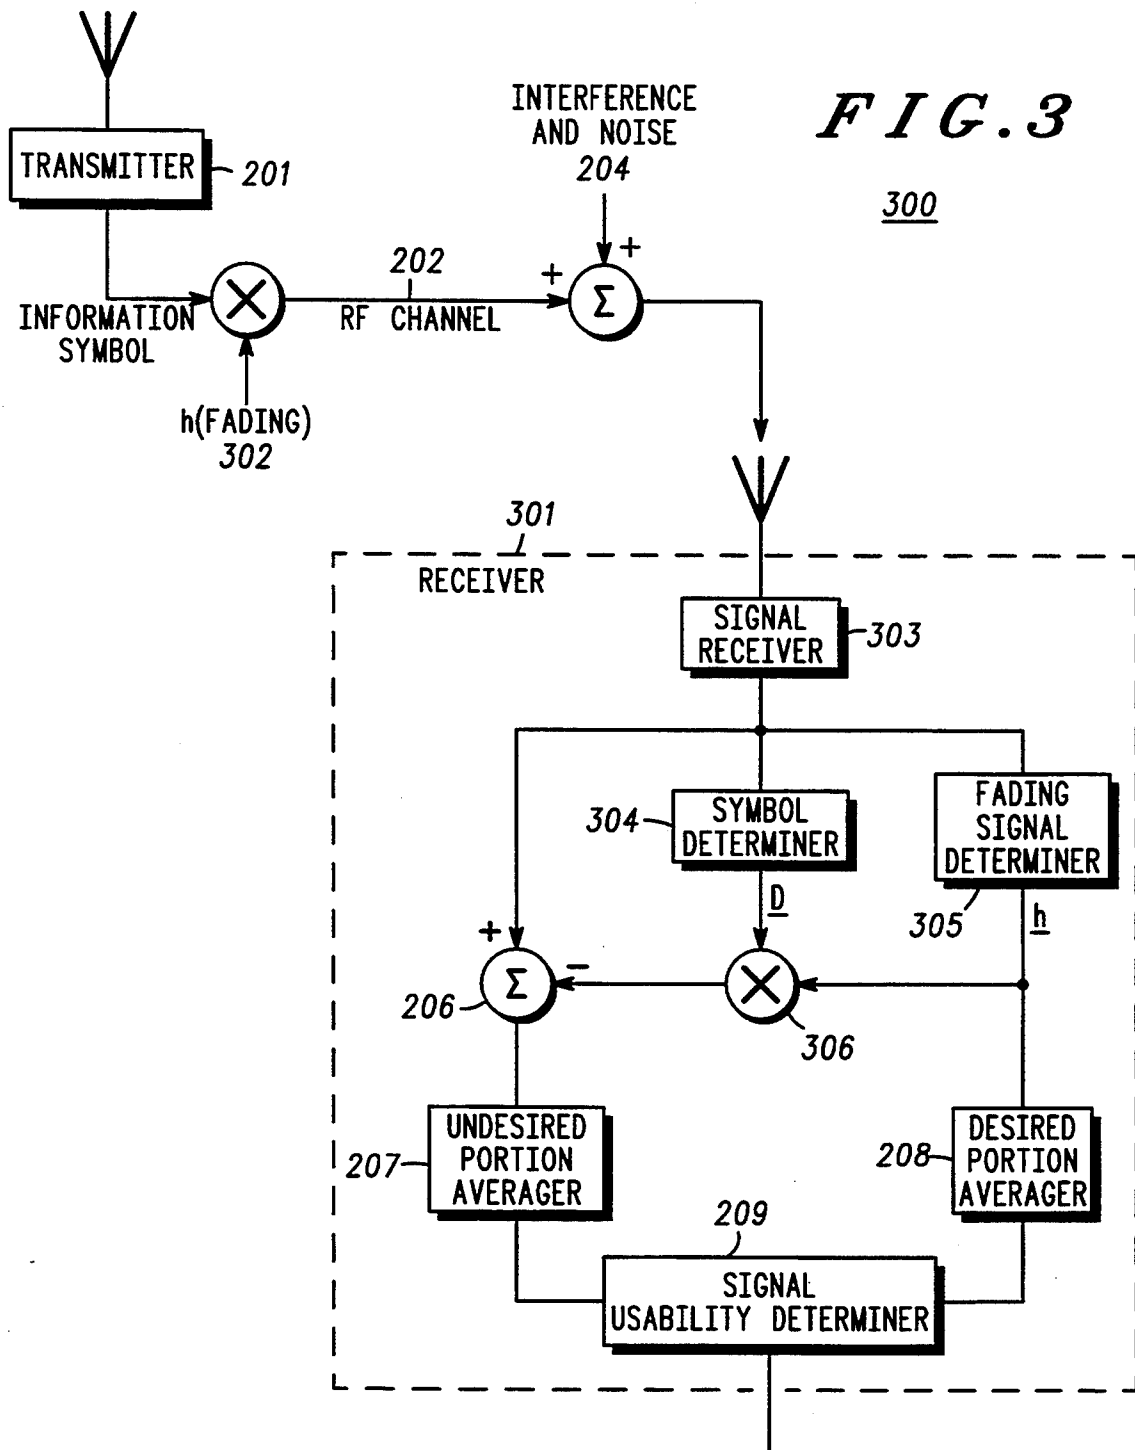 FIG.3
300
TRANSMITTER
201
INTERFERENCE
AND NOISE
204
+
+
Σ
202
RF CHANNEL
INFORMATION
SYMBOL
h(FADING)
302
301
RECEIVER
SIGNAL
RECEIVER
303
304
SYMBOL
DETERMINER
FADING
SIGNAL
DETERMINER
305
D
h
+
−
Σ
206
306
UNDESIRED
PORTION
AVERAGER
207
208
DESIRED
PORTION
AVERAGER
209
SIGNAL
USABILITY DETERMINER